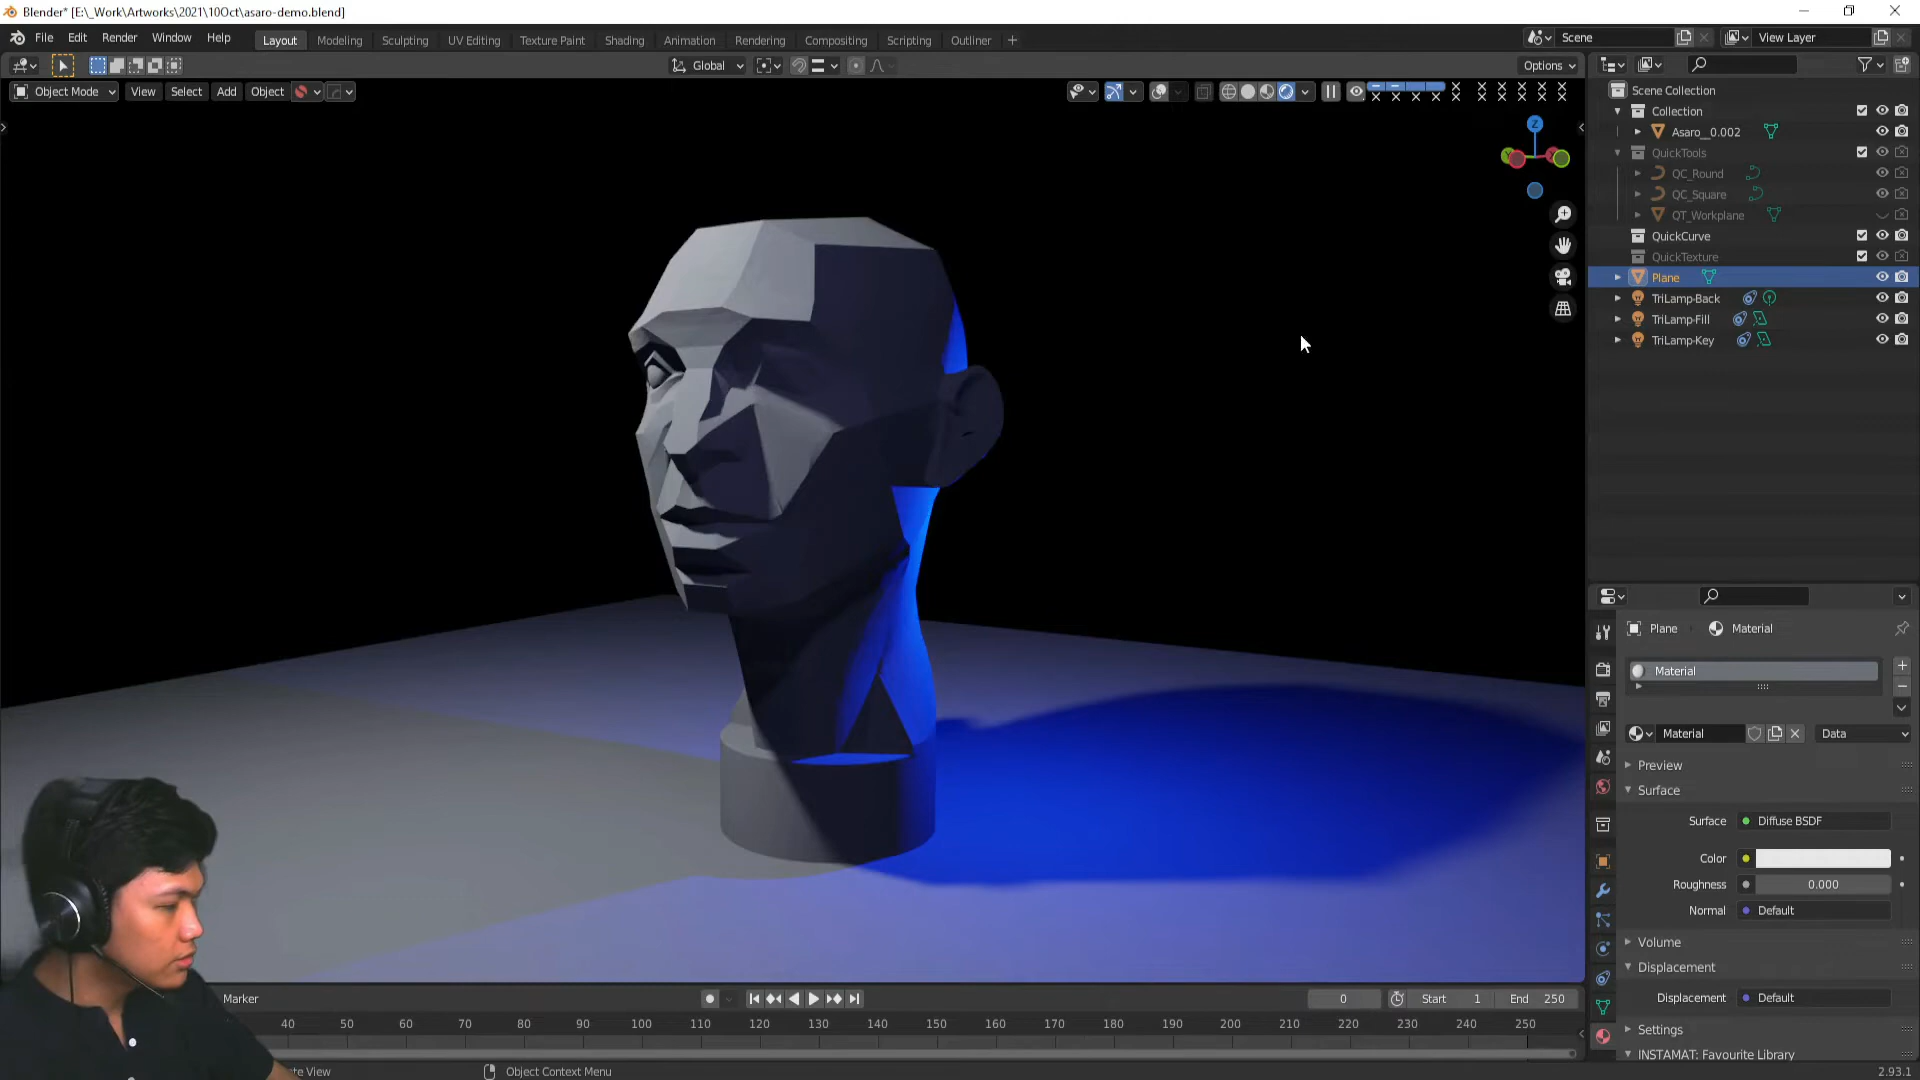 Blender* [E:\_Work\Artworks\2021\10Oct\asaro-demo.blend]
File Edit Render Window Help
Layout Modeling Sculpting UV Editing Texture Paint Shading Animation Rendering Compositing Scripting Outliner +
Scene
View Layer
Global
Options
Object Mode View Select Add Object
Z
Scene Collection
Collection
Asaro__0.002
QuickTools
QC_Round
QC_Square
QT_Workplane
QuickCurve
QuickTexture
Plane
TriLamp-Back
TriLamp-Fill
TriLamp-Key
Plane Material
Material
Material Data
Preview
Surface
Surface Diffuse BSDF
Color
Roughness 0.000
Normal Default
Volume
Displacement
Displacement Default
Settings
INSTAMAT: Favourite Library
Marker
0 Start 1 End 250
40 50 60 70 80 90 100 110 120 130 140 150 160 170 180 190 200 210 220 230 240 250
ate View
Object Context Menu
2.93.1